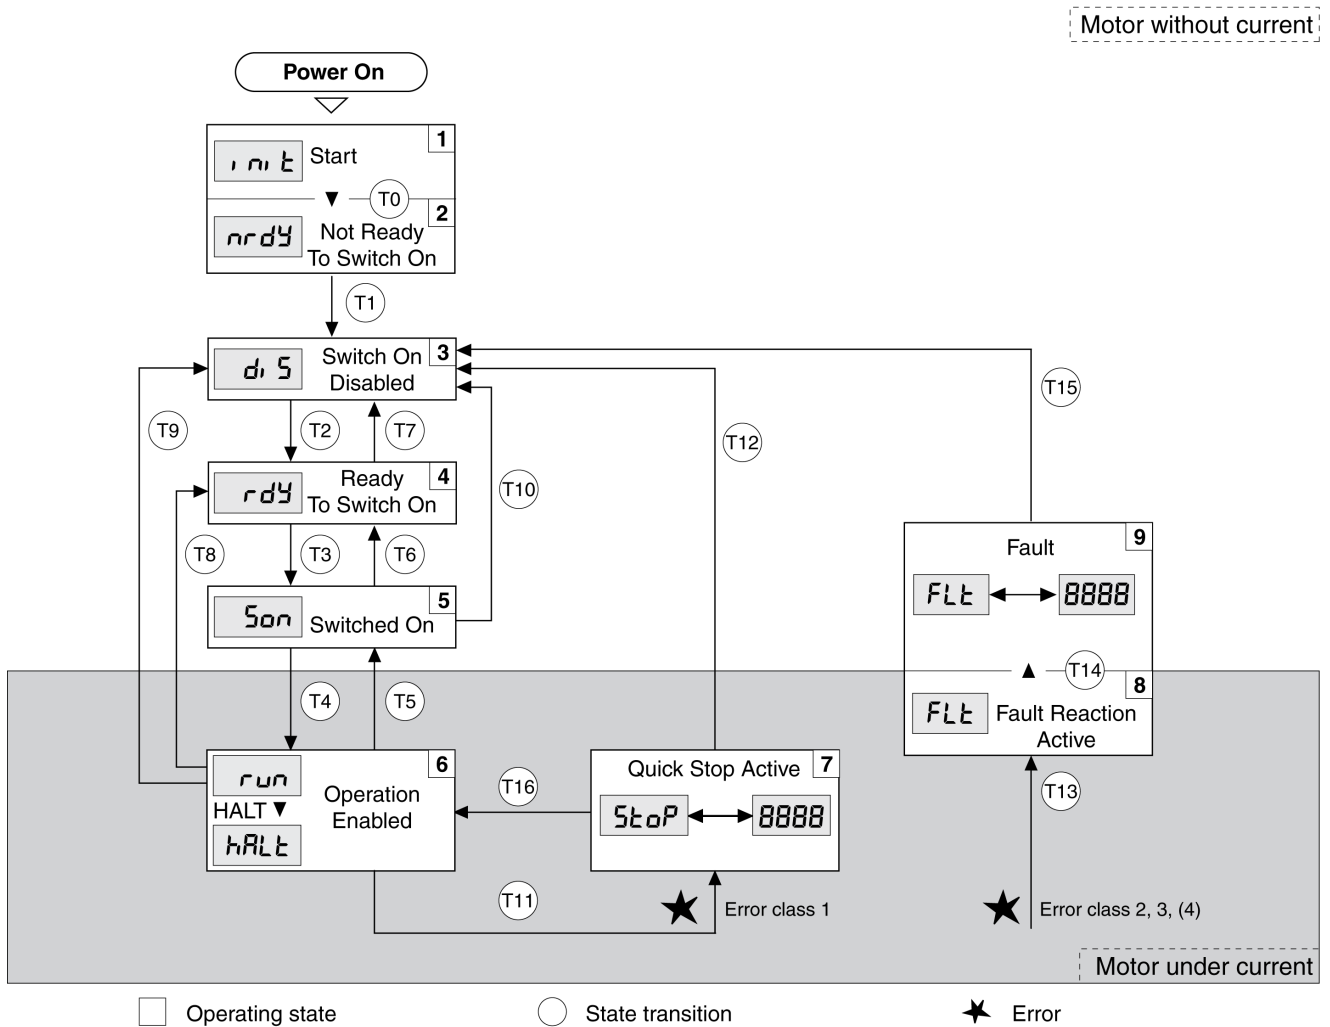 Motor without current
Power On
1
init
Start
T0
2
nrdy
Not Ready
To Switch On
T1
3
diS
Switch On
Disabled
T15
T9
T2
T7
T12
4
rdy
Ready
To Switch On
T10
T8
T3
T6
9
Fault
FLt
8888
5
Son
Switched On
T14
8
T4
T5
FLt
Fault Reaction
Active
6
run
HALT
hALt
Operation
Enabled
T16
7
Quick Stop Active
StoP
8888
T13
T11
Error class 1
Error class 2, 3, (4)
Motor under current
Operating state
State transition
Error